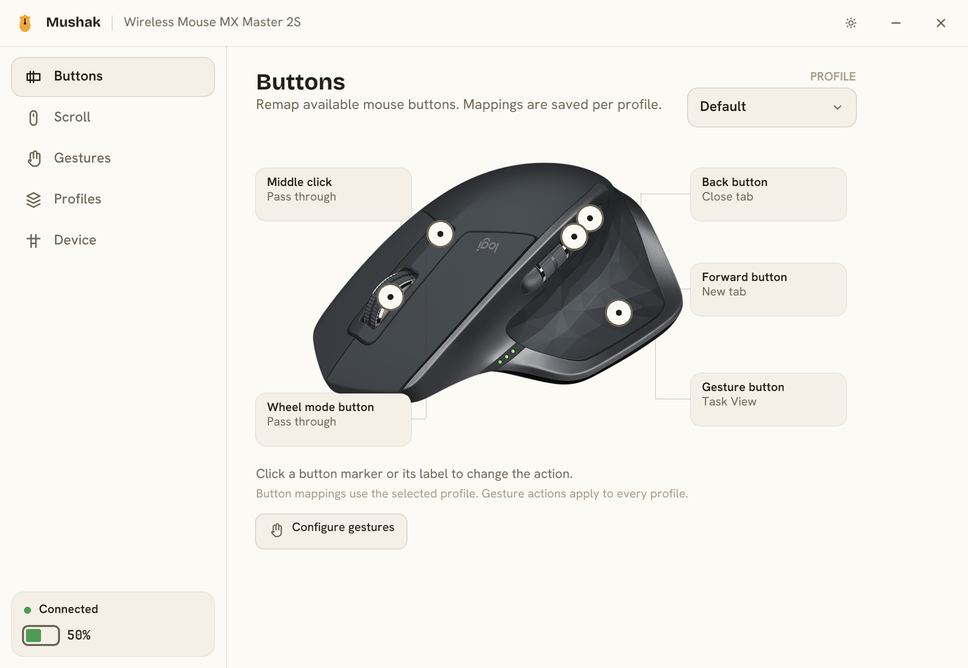 Mushak
Wireless Mouse MX Master 2S
Buttons
Scroll
Gestures
Profiles
Device
Connected
50%
Buttons
Remap available mouse buttons. Mappings are saved per profile.
PROFILE
Default
Middle click
Pass through
Back button
Close tab
logi
Forward button
New tab
Gesture button
Task View
Wheel mode button
Pass through
Click a button marker or its label to change the action.
Button mappings use the selected profile. Gesture actions apply to every profile.
Configure gestures